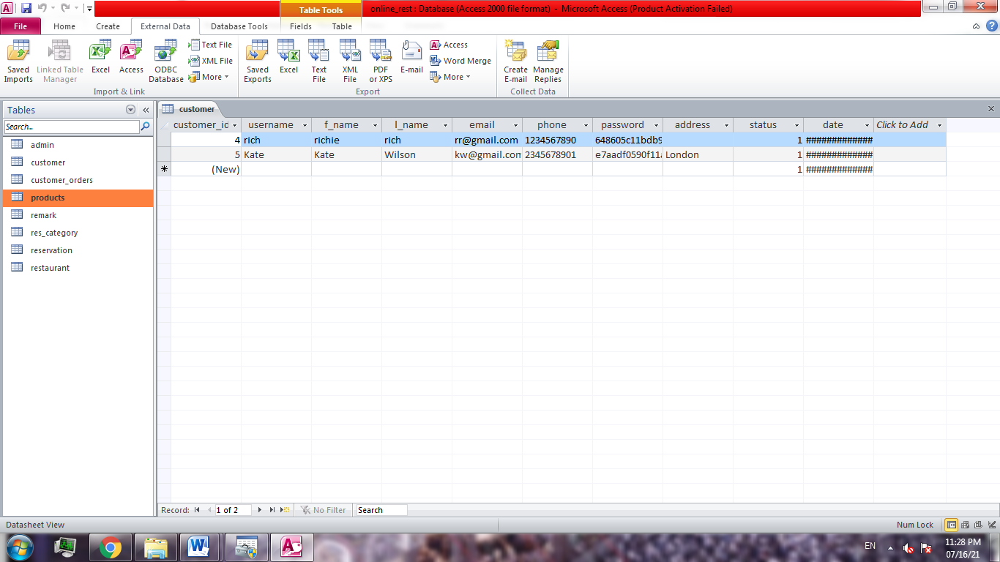 Table Tools
online_rest : Database (Access 2000 file format) - Microsoft Access (Product Activation Failed)
File Home Create External Data Database Tools Fields Table
Saved Imports
Linked Table Manager
Excel
Access
ODBC Database
Text File
XML File
More
Import & Link
Saved Exports
Excel
Text File
XML File
PDF or XPS
E-mail
Access
Word Merge
More
Export
Create E-mail
Manage Replies
Collect Data
Tables
Search...
admin
customer
customer_orders
products
remark
res_category
reservation
restaurant
customer
customer_id username f_name l_name email phone password address status date Click to Add
4 rich richie rich rr@gmail.com 1234567890 648605c11bdb9 1 #############
5 Kate Kate Wilson kw@gmail.com 2345678901 e7aadf0590f11a London 1 #############
* (New) 1 #############
Record: 1 of 2 No Filter Search
Datasheet View Num Lock
EN
11:28 PM
07/16/21